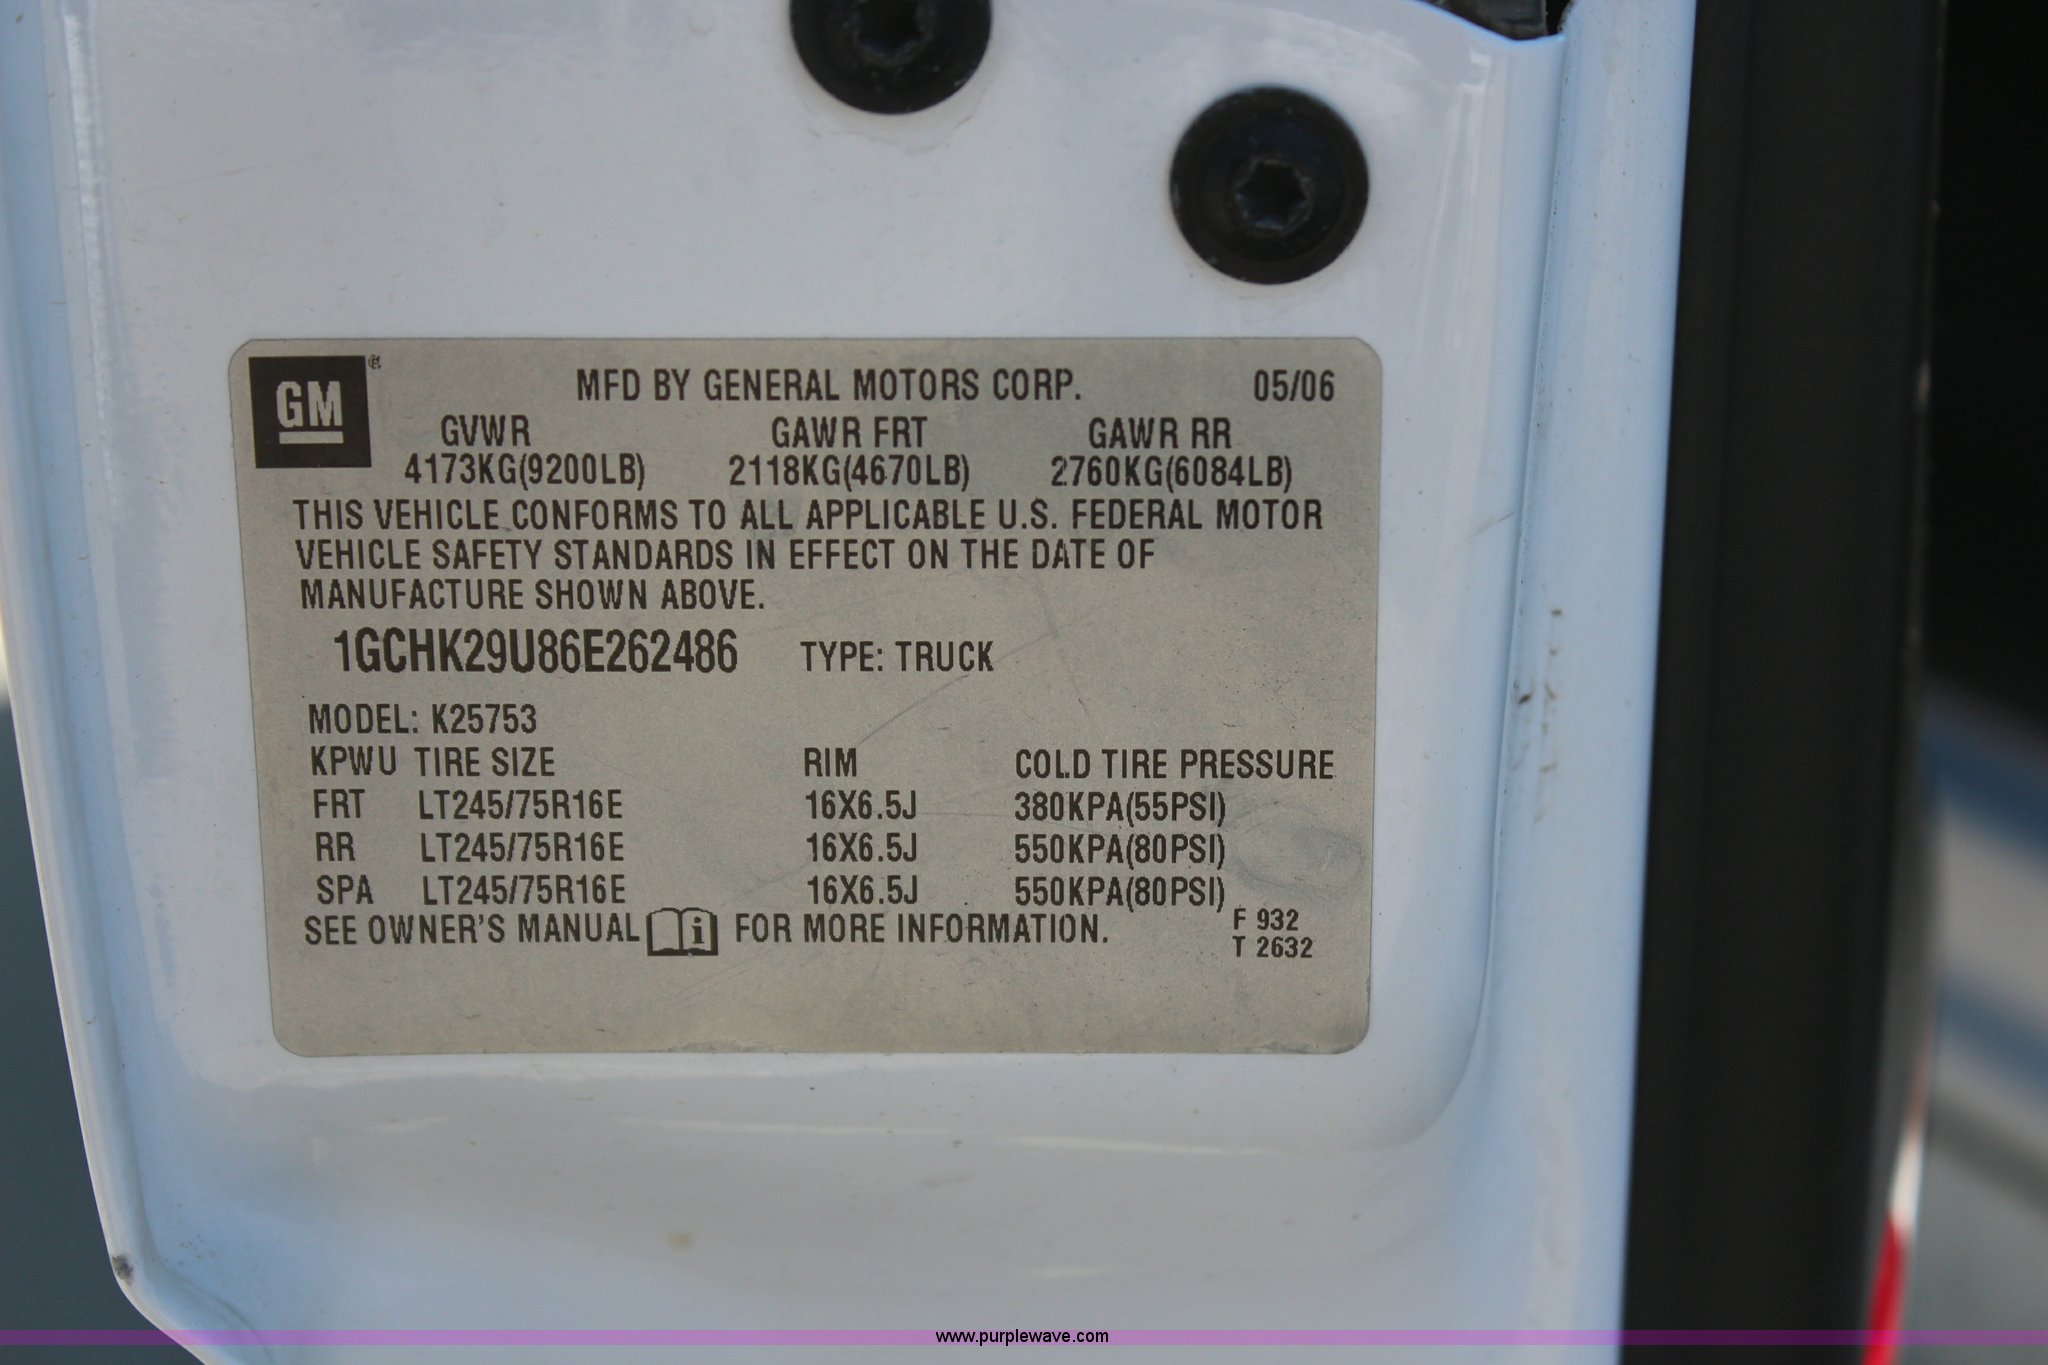 GM
MFD BY GENERAL MOTORS CORP. 05/06
GVWR GAWR FRT GAWR RR
4173KG(9200LB) 2118KG(4670LB) 2760KG(6084LB)
THIS VEHICLE CONFORMS TO ALL APPLICABLE U.S. FEDERAL MOTOR
VEHICLE SAFETY STANDARDS IN EFFECT ON THE DATE OF
MANUFACTURE SHOWN ABOVE.
1GCHK29U86E262486 TYPE: TRUCK
MODEL: K25753
KPWU TIRE SIZE RIM COLD TIRE PRESSURE
FRT LT245/75R16E 16X6.5J 380KPA(55PSI)
RR LT245/75R16E 16X6.5J 550KPA(80PSI)
SPA LT245/75R16E 16X6.5J 550KPA(80PSI)
SEE OWNER'S MANUAL i FOR MORE INFORMATION.
F 932
T 2632
www.purplewave.com